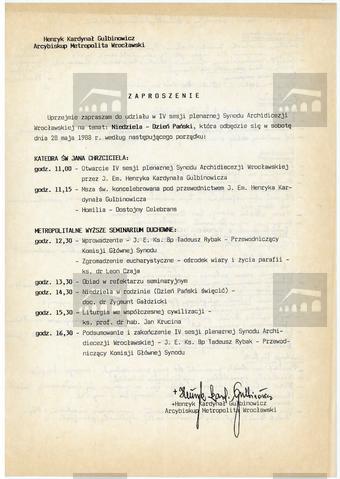 Henryk Kardynał Gulbinowicz
Arcybiskup Metropolita Wrocławski
ZAPROSZENIE
Uprzejmie zapraszam do udziału w IV sesji plenarnej Synodu Archidiecezji
Wrocławskiej na temat: Niedziela - Dzień Pański, która odbędzie się w sobotę
dnia 28 maja 1988 r. według następującego porządku:
KATEDRA ŚW JANA CHRZCICIELA:
godz. 11,00 - Otwarcie IV sesji plenarnej Synodu Archidiecezji Wrocławskiej
przez J. Em. Henryka Kardynała Gulbinowicza
godz. 11,15 - Msza św. koncelebrowana pod przewodnictwem J. Em. Henryka Kar-
dynała Gulbinowicza
- Homilia - Dostojny Celebrans
METROPOLITALNE WYŻSZE SEMINARIUM DUCHOWNE:
godz. 12,30 - Wprowadzenie - J. E. Ks. Bp Tadeusz Rybak - Przewodniczący
Komisji Głównej Synodu
- Zgromadzenie eucharystyczne - ośrodek wiary i życia parafii -
ks. dr Leon Czaja
godz. 13,30 - Obiad w refektarzu seminaryjnym
godz. 14,30 - Niedziela w rodzinie (Dzień Pański święcić) -
doc. dr Zygmunt Gałdzicki
godz. 15,30 - Liturgia we współczesnej cywilizacji -
ks. prof. dr hab. Jan Krucina
godz. 16,30 - Podsumowanie i zakończenie IV sesji plenarnej Synodu Archi-
diecezji Wrocławskiej - J. E. Ks. Bp Tadeusz Rybak - Przewod-
niczący Komisji Głównej Synodu
+ Henryk kard. Gulbinowicz
+Henryk Kardynał Gulbinowicz
Arcybiskup Metropolita Wrocławski